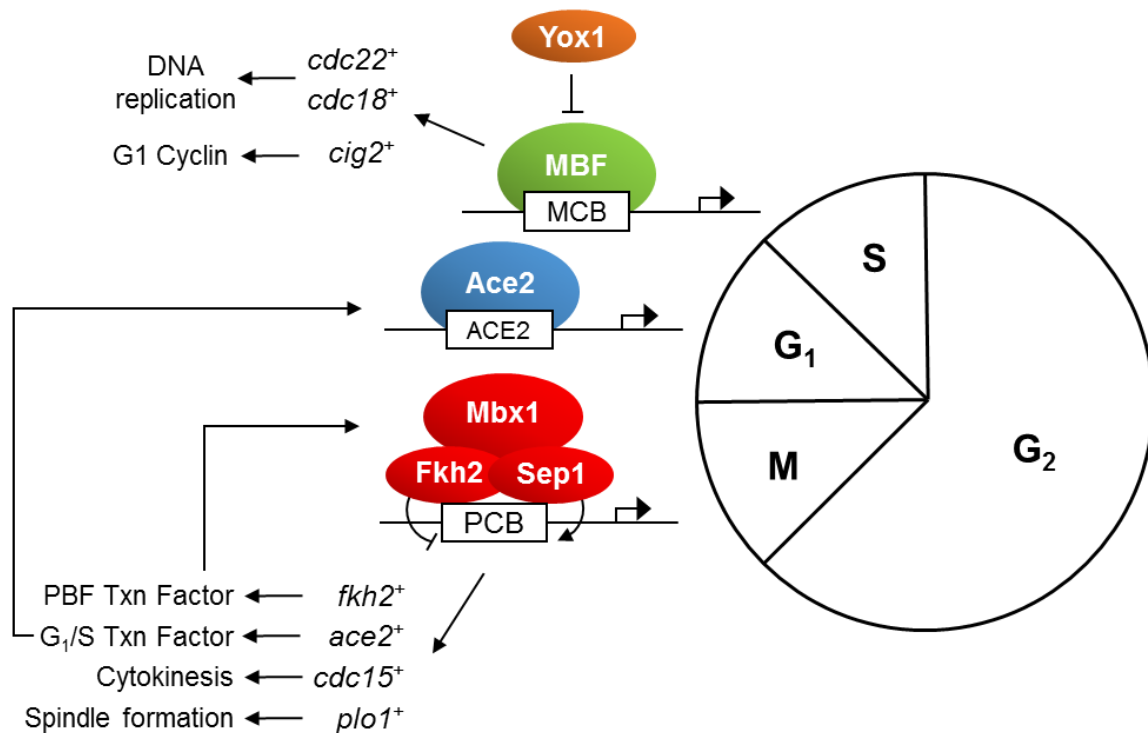 Yox1
DNA
replication
cdc22⁺
cdc18⁺
G1 Cyclin
cig2⁺
MBF
MCB
S
Ace2
ACE2
G₁
Mbx1
Fkh2
Sep1
PCB
M
G₂
PBF Txn Factor
fkh2⁺
G₁/S Txn Factor
ace2⁺
Cytokinesis
cdc15⁺
Spindle formation
plo1⁺